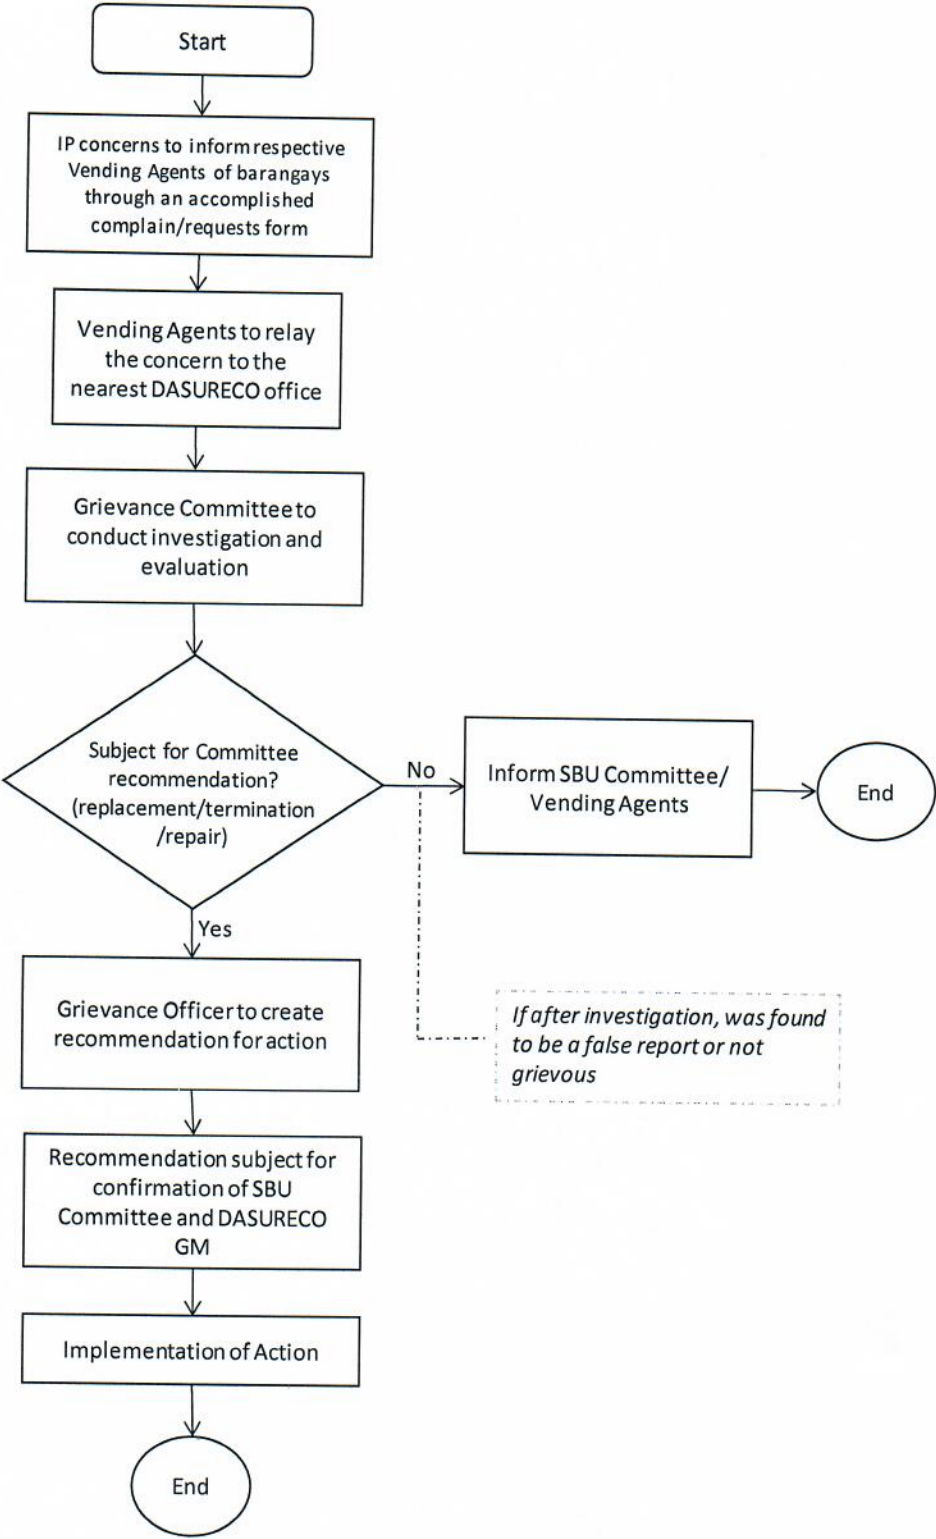 Start
IP concerns to inform respective
Vending Agents of barangays
through an accomplished
complain/requests form
Vending Agents to relay
the concern to the
nearest DASURECO office
Grievance Committee to
conduct investigation and
evaluation
Subject for Committee
recommendation?
(replacement/termination
/repair)
No
Inform SBU Committee/
Vending Agents
End
Yes
Grievance Officer to create
recommendation for action
If after investigation, was found
to be a false report or not
grievous
Recommendation subject for
confirmation of SBU
Committee and DASURECO
GM
Implementation of Action
End